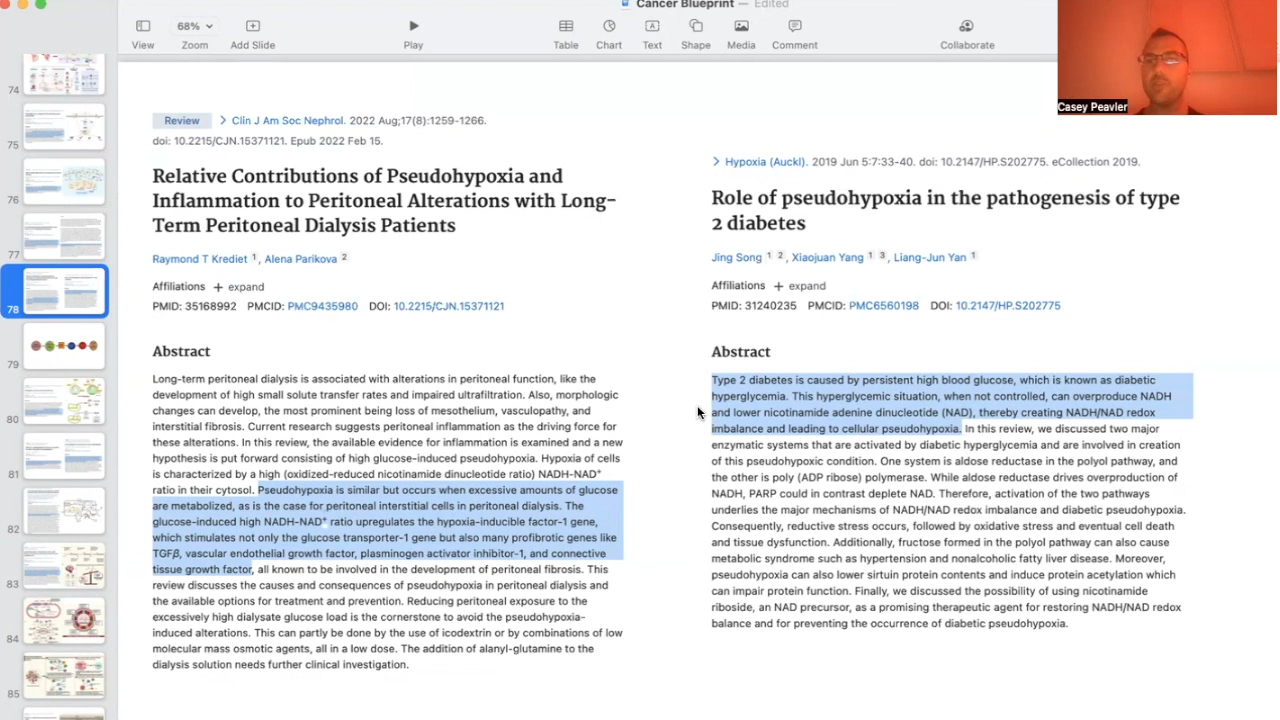 Cancer Blueprint — Edited
68%
View
Zoom
Add Slide
Play
Table
Chart
Text
Shape
Media
Comment
Collaborate
Casey Peavler
74
75
76
77
78
79
80
81
82
83
84
85
Review
Clin J Am Soc Nephrol. 2022 Aug;17(8):1259-1266.
doi: 10.2215/CJN.15371121. Epub 2022 Feb 15.
Relative Contributions of Pseudohypoxia and
Inflammation to Peritoneal Alterations with Long-
Term Peritoneal Dialysis Patients
Raymond T Krediet 1, Alena Parikova 2
Affiliations + expand
PMID: 35168992 PMCID: PMC9435980 DOI: 10.2215/CJN.15371121
Abstract
Long-term peritoneal dialysis is associated with alterations in peritoneal function, like the
development of high small solute transfer rates and impaired ultrafiltration. Also, morphologic
changes can develop, the most prominent being loss of mesothelium, vasculopathy, and
interstitial fibrosis. Current research suggests peritoneal inflammation as the driving force for
these alterations. In this review, the available evidence for inflammation is examined and a new
hypothesis is put forward consisting of high glucose-induced pseudohypoxia. Hypoxia of cells
is characterized by a high (oxidized-reduced nicotinamide dinucleotide ratio) NADH-NAD+
ratio in their cytosol. Pseudohypoxia is similar but occurs when excessive amounts of glucose
are metabolized, as is the case for peritoneal interstitial cells in peritoneal dialysis. The
glucose-induced high NADH-NAD+ ratio upregulates the hypoxia-inducible factor-1 gene,
which stimulates not only the glucose transporter-1 gene but also many profibrotic genes like
TGFβ, vascular endothelial growth factor, plasminogen activator inhibitor-1, and connective
tissue growth factor, all known to be involved in the development of peritoneal fibrosis. This
review discusses the causes and consequences of pseudohypoxia in peritoneal dialysis and
the available options for treatment and prevention. Reducing peritoneal exposure to the
excessively high dialysate glucose load is the cornerstone to avoid the pseudohypoxia-
induced alterations. This can partly be done by the use of icodextrin or by combinations of low
molecular mass osmotic agents, all in a low dose. The addition of alanyl-glutamine to the
dialysis solution needs further clinical investigation.
Hypoxia (Auckl). 2019 Jun 5:7:33-40. doi: 10.2147/HP.S202775. eCollection 2019.
Role of pseudohypoxia in the pathogenesis of type
2 diabetes
Jing Song 1 2, Xiaojuan Yang 1 3, Liang-Jun Yan 1
Affiliations + expand
PMID: 31240235 PMCID: PMC6560198 DOI: 10.2147/HP.S202775
Abstract
Type 2 diabetes is caused by persistent high blood glucose, which is known as diabetic
hyperglycemia. This hyperglycemic situation, when not controlled, can overproduce NADH
and lower nicotinamide adenine dinucleotide (NAD), thereby creating NADH/NAD redox
imbalance and leading to cellular pseudohypoxia. In this review, we discussed two major
enzymatic systems that are activated by diabetic hyperglycemia and are involved in creation
of this pseudohypoxic condition. One system is aldose reductase in the polyol pathway, and
the other is poly (ADP ribose) polymerase. While aldose reductase drives overproduction of
NADH, PARP could in contrast deplete NAD. Therefore, activation of the two pathways
underlies the major mechanisms of NADH/NAD redox imbalance and diabetic pseudohypoxia.
Consequently, reductive stress occurs, followed by oxidative stress and eventual cell death
and tissue dysfunction. Additionally, fructose formed in the polyol pathway can also cause
metabolic syndrome such as hypertension and nonalcoholic fatty liver disease. Moreover,
pseudohypoxia can also lower sirtuin protein contents and induce protein acetylation which
can impair protein function. Finally, we discussed the possibility of using nicotinamide
riboside, an NAD precursor, as a promising therapeutic agent for restoring NADH/NAD redox
balance and for preventing the occurrence of diabetic pseudohypoxia.